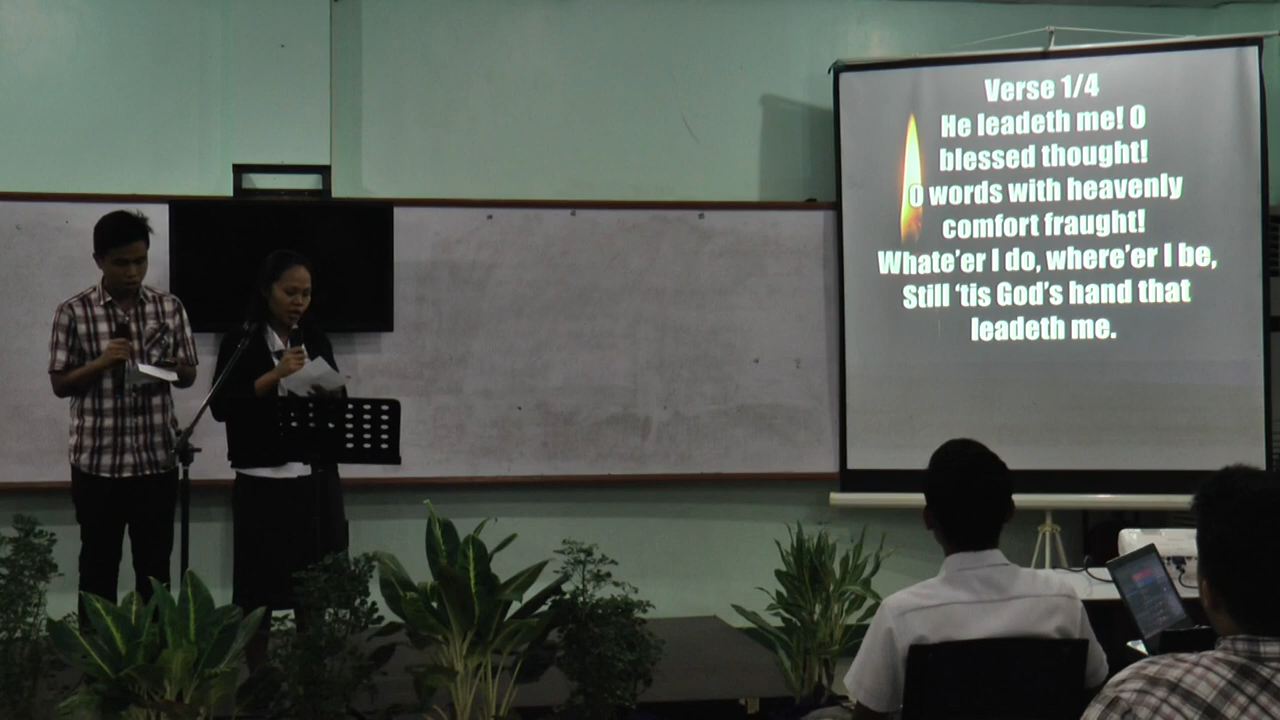 Verse 1/4
He leadeth me! O
blessed thought!
O words with heavenly
comfort fraught!
Whate’er I do, where’er I be,
Still ‘tis God’s hand that
leadeth me.